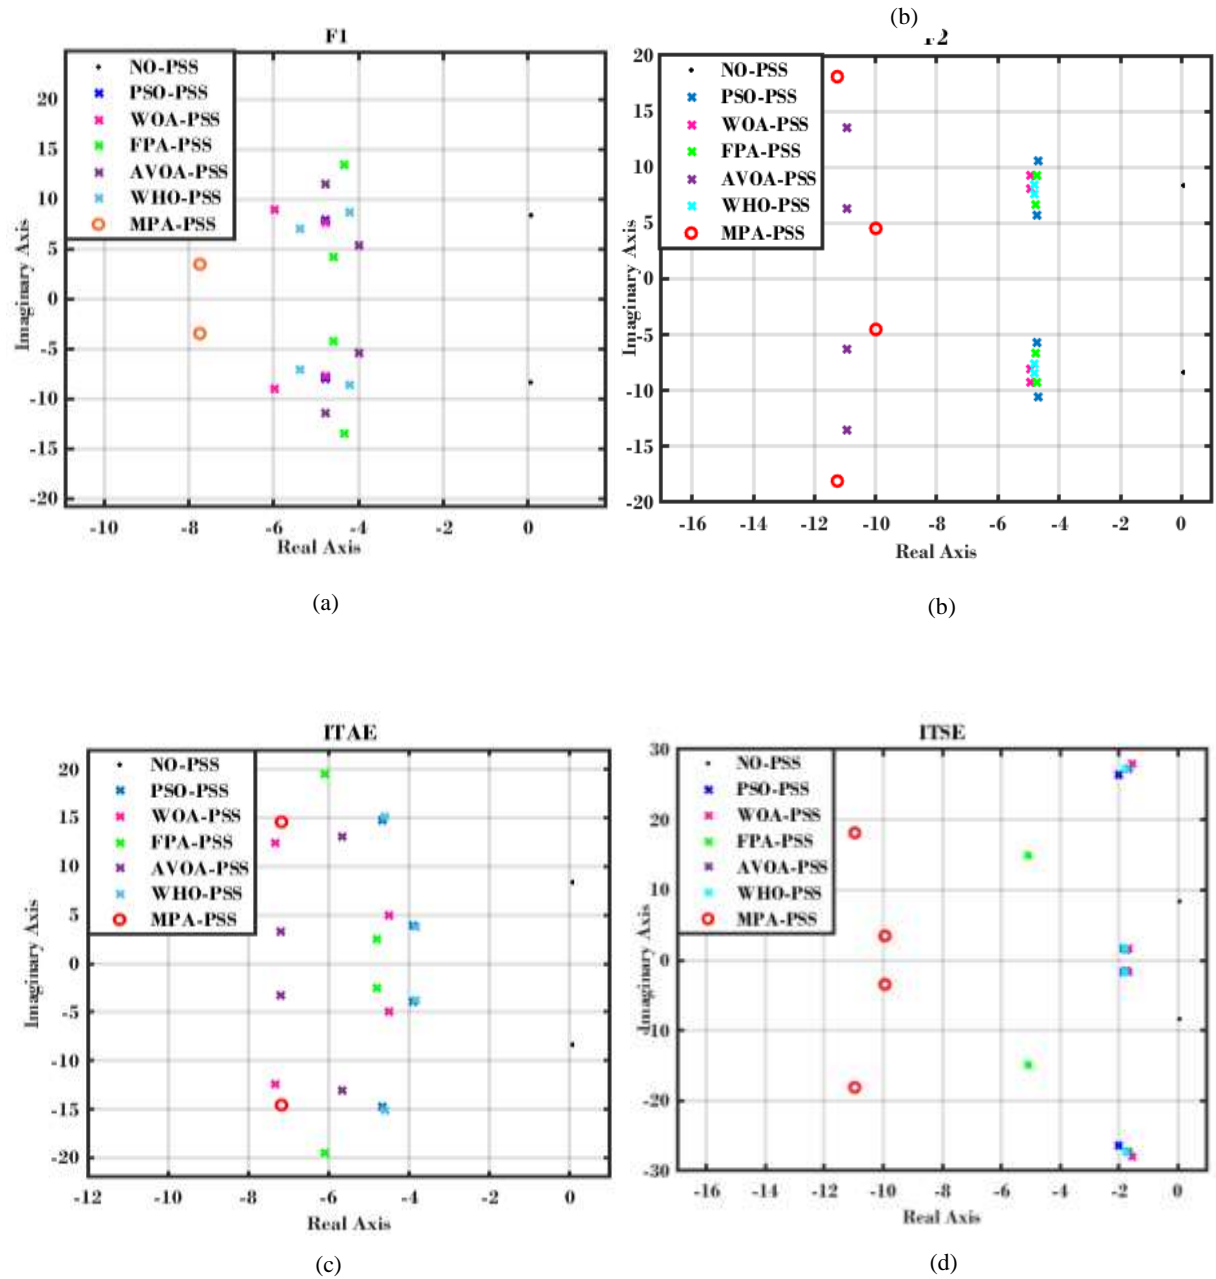 (b)
F1
NO-PSS
PSO-PSS
WOA-PSS
FPA-PSS
AVOA-PSS
WHO-PSS
MPA-PSS
20
15
10
5
0
-5
-10
-15
-20
Imaginary Axis
-10
-8
-6
-4
-2
0
Real Axis
(a)
F2
NO-PSS
PSO-PSS
WOA-PSS
FPA-PSS
AVOA-PSS
WHO-PSS
MPA-PSS
20
15
10
5
0
-5
-10
-15
-20
Imaginary Axis
-16
-14
-12
-10
-8
-6
-4
-2
0
Real Axis
(b)
ITAE
NO-PSS
PSO-PSS
WOA-PSS
FPA-PSS
AVOA-PSS
WHO-PSS
MPA-PSS
20
15
10
5
0
-5
-10
-15
-20
Imaginary Axis
-12
-10
-8
-6
-4
-2
0
Real Axis
(c)
ITSE
NO-PSS
PSO-PSS
WOA-PSS
FPA-PSS
AVOA-PSS
WHO-PSS
MPA-PSS
30
20
10
0
-10
-20
-30
Imaginary Axis
-16
-14
-12
-10
-8
-6
-4
-2
0
Real Axis
(d)